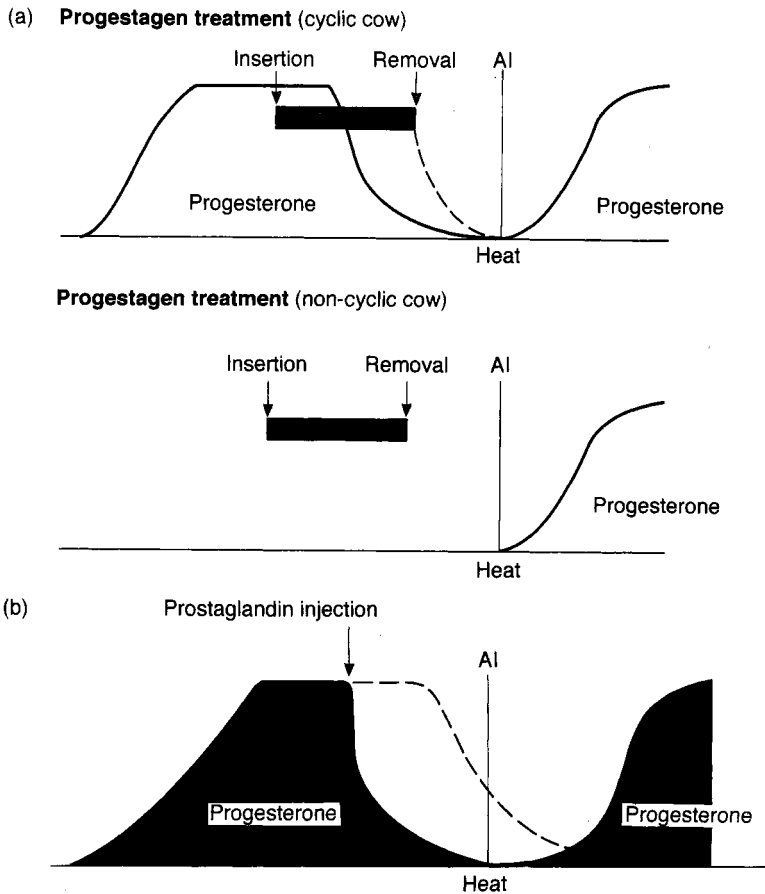 (a) Progestagen treatment (cyclic cow)
Insertion Removal AI
Progesterone Progesterone
Heat
Progestagen treatment (non-cyclic cow)
Insertion Removal AI
Progesterone
Heat
(b) Prostaglandin injection
AI
Progesterone Progesterone
Heat